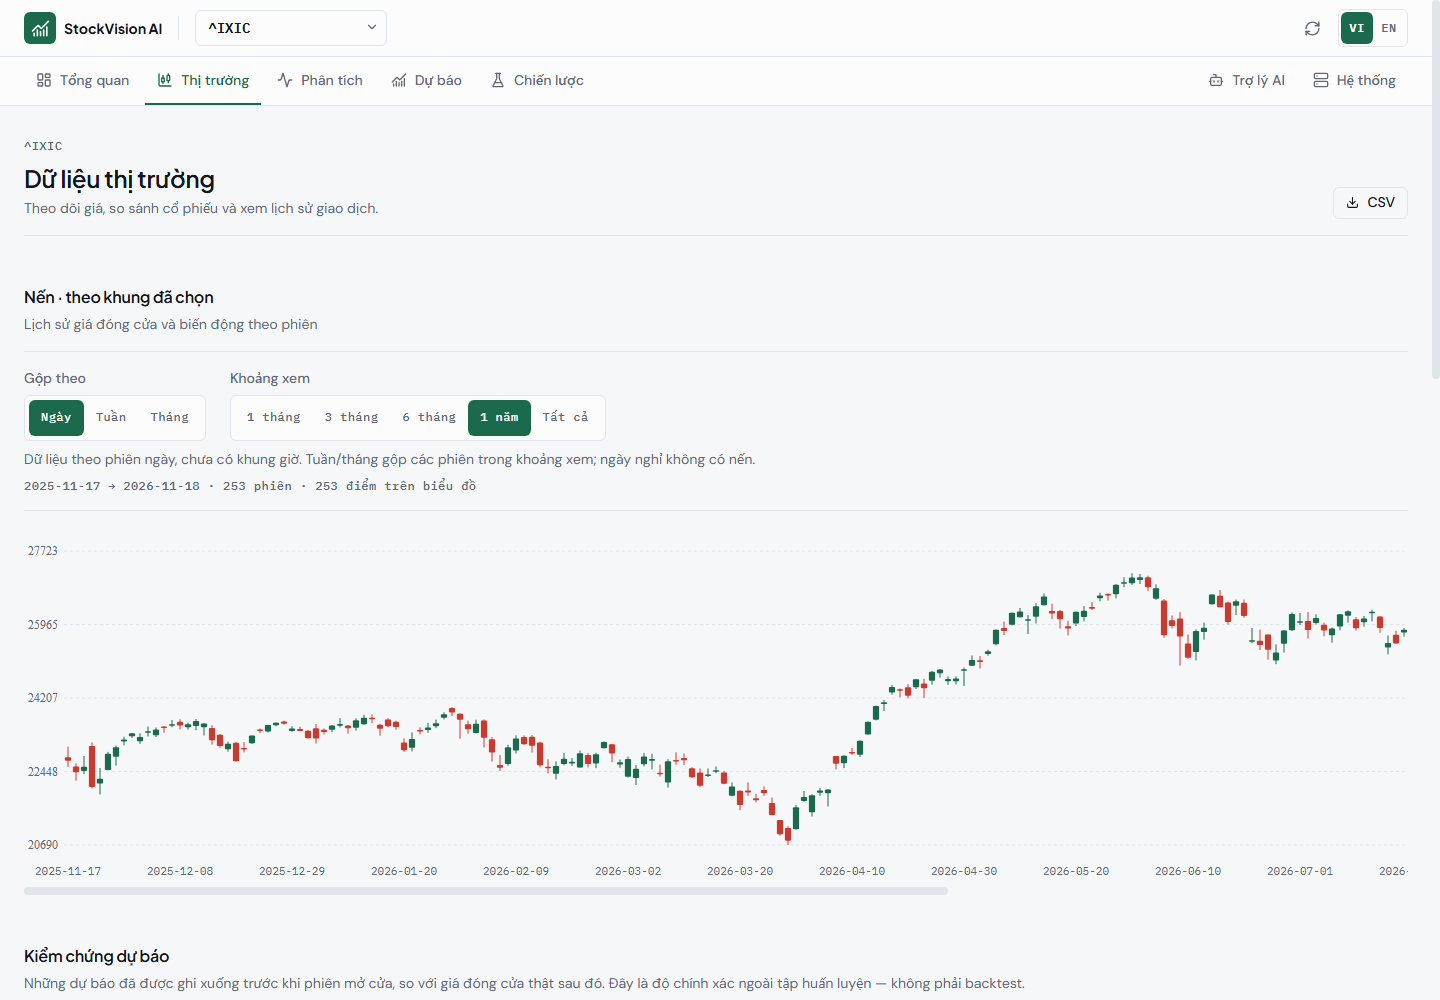 StockVision AI
^IXIC
VI EN
Tổng quan Thị trường Phân tích Dự báo Chiến lược Trợ lý AI Hệ thống
^IXIC
Dữ liệu thị trường
Theo dõi giá, so sánh cổ phiếu và xem lịch sử giao dịch.
CSV
Nến · theo khung đã chọn
Lịch sử giá đóng cửa và biến động theo phiên
Gộp theo Khoảng xem
Ngày Tuần Tháng 1 tháng 3 tháng 6 tháng 1 năm Tất cả
Dữ liệu theo phiên ngày, chưa có khung giờ. Tuần/tháng gộp các phiên trong khoảng xem; ngày nghỉ không có nến.
2025-11-17 → 2026-11-18 · 253 phiên · 253 điểm trên biểu đồ
27723
25965
24207
22448
20690
2025-11-17 2025-12-08 2025-12-29 2026-01-20 2026-02-09 2026-03-02 2026-03-20 2026-04-10 2026-04-30 2026-05-20 2026-06-10 2026-07-01 2026-
Kiểm chứng dự báo
Những dự báo đã được ghi xuống trước khi phiên mở cửa, so với giá đóng cửa thật sau đó. Đây là độ chính xác ngoài tập huấn luyện — không phải backtest.